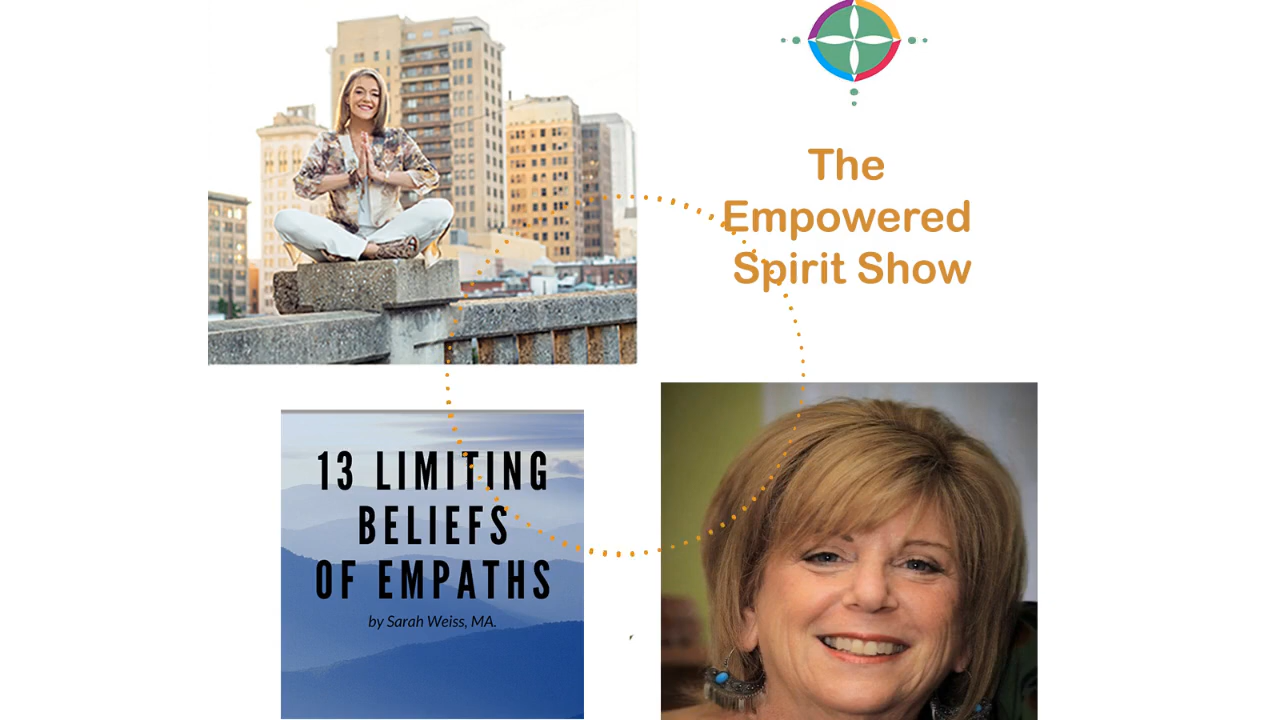 The
Empowered
Spirit Show
13 LIMITING
BELIEFS
OF EMPATHS
by Sarah Weiss, MA.